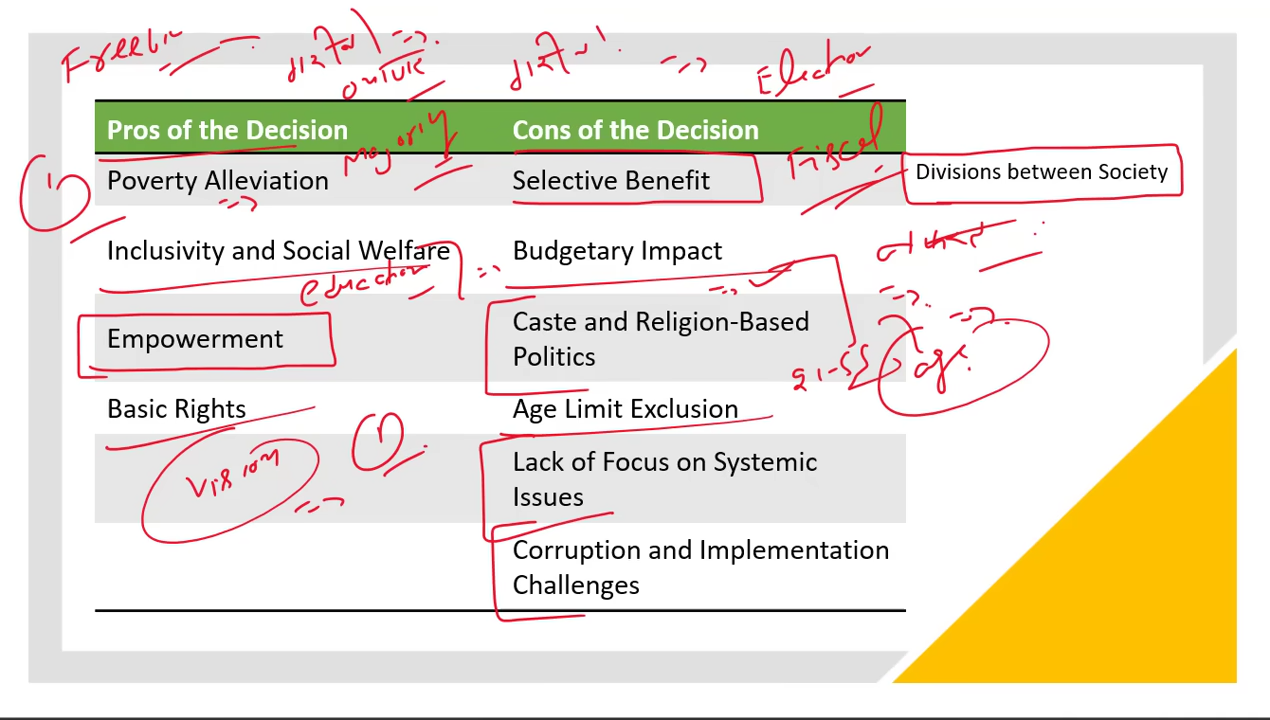 Freebie
Election
Pros of the Decision
Cons of the Decision
Majority
Fiscal
Poverty Alleviation
Selective Benefit
Divisions between Society
Inclusivity and Social Welfare
Budgetary Impact
education
Empowerment
Caste and Religion-Based
Politics
21-55
age
Basic Rights
Age Limit Exclusion
Vision
1
Lack of Focus on Systemic
Issues
Corruption and Implementation
Challenges